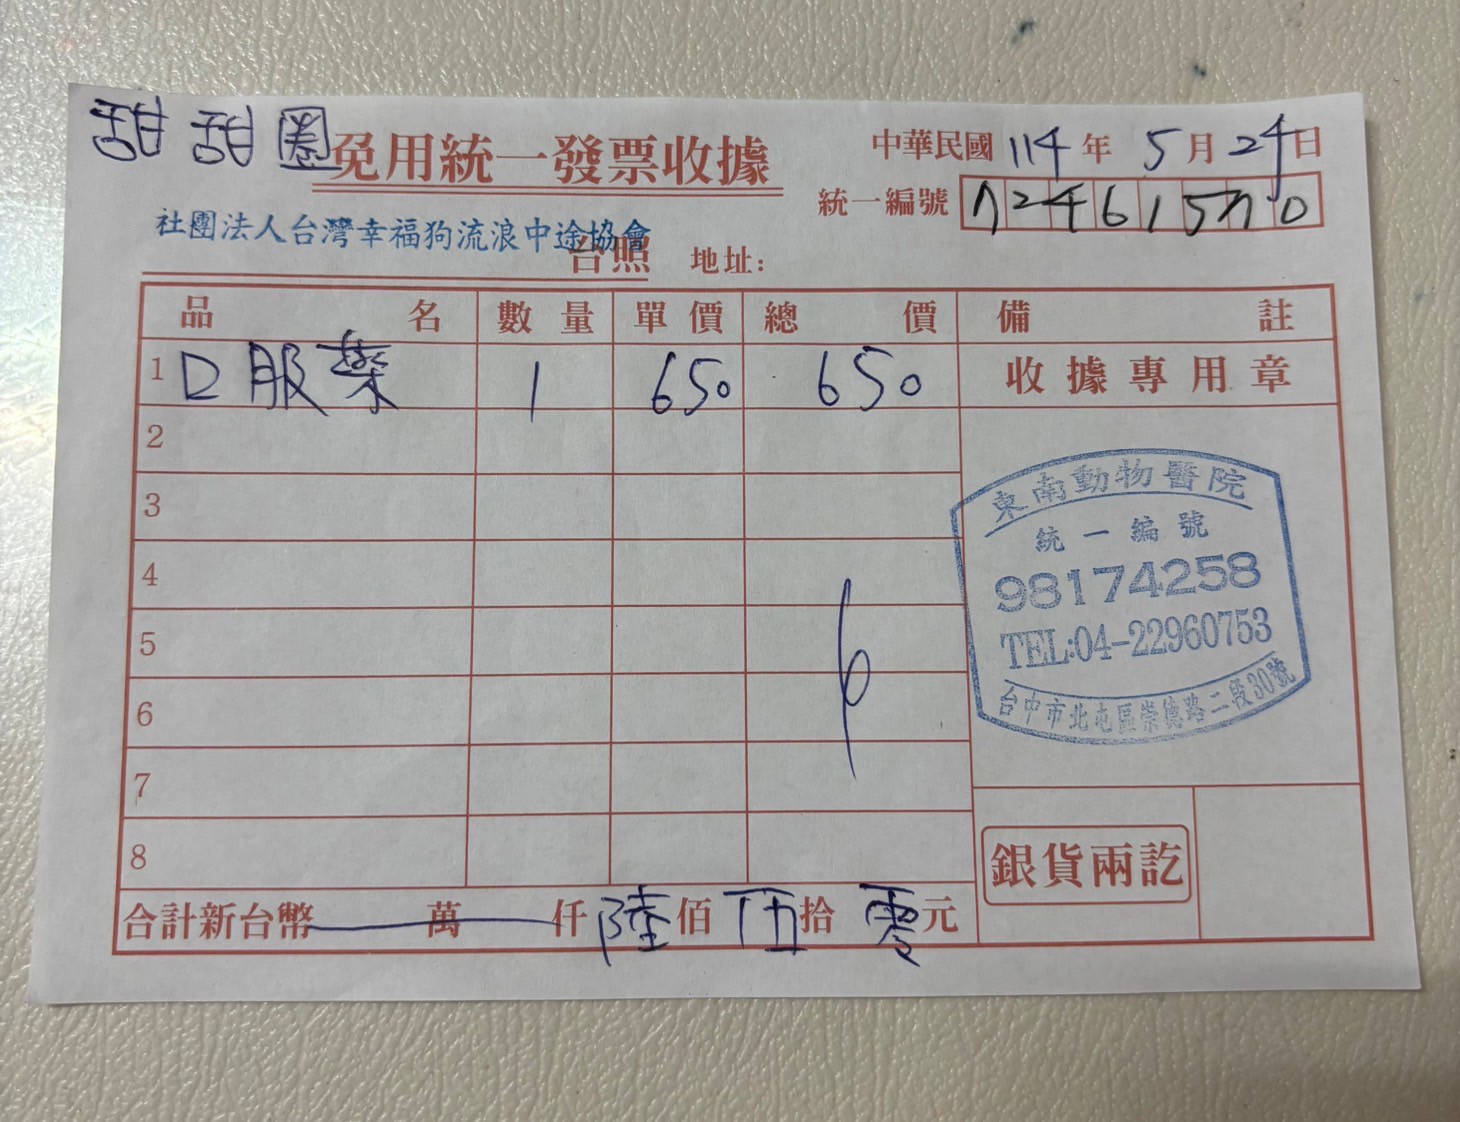 甜甜圈
免用統一發票收據
中華民國 114 年 5 月 24 日
統一編號 72461570
社團法人台灣幸福狗流浪中途協會
台照 地址:
品名 數量 單價 總價 備註
1 口服藥 1 650 650 收據專用章
2
3
4
5
6
7
8
東南動物醫院
統一編號
98174258
TEL:04-22960753
台中市北屯區崇德路二段30號
銀貨兩訖
合計新台幣 萬 仟 陸 佰 伍 拾 零 元